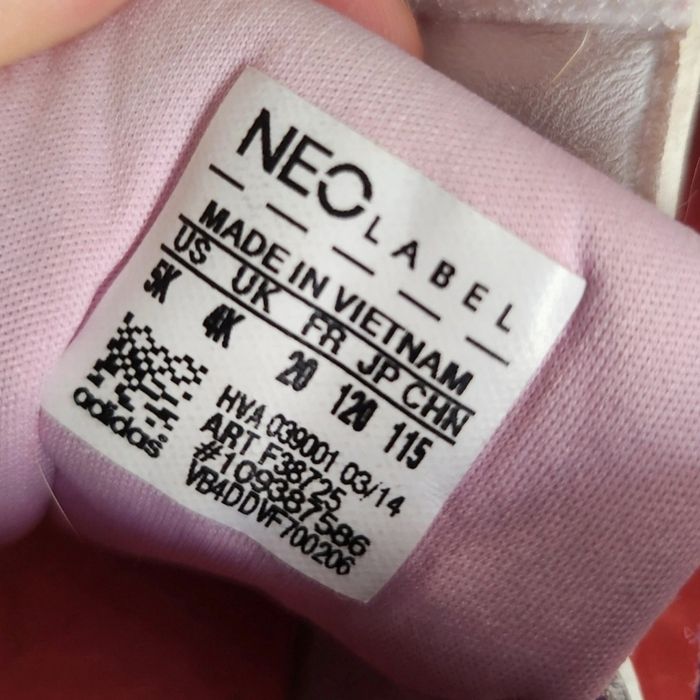 NEO LABEL
MADE IN VIETNAM
US UK FR JP CHN
5K 4K 20 120 115
HVA 039001 03/14
ART F38725
#109387586
VB4DDVF700206
adidas